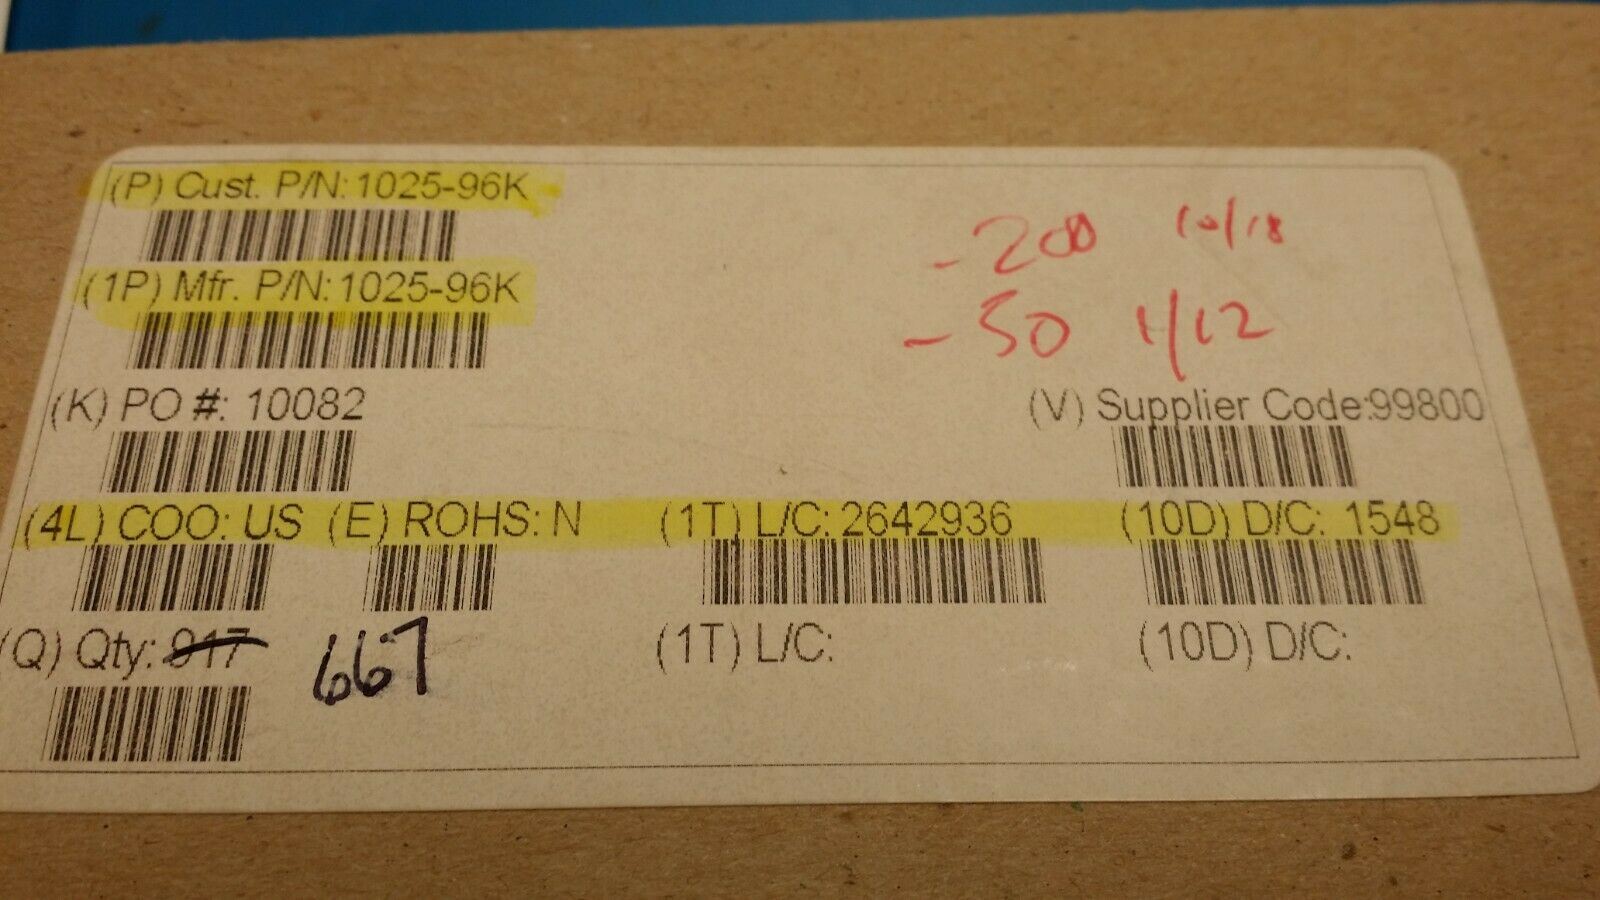 (P) Cust. P/N: 1025-96K
-200 10/18
(1P) Mfr. P/N: 1025-96K
-50 1/12
(K) PO #: 10082
(V) Supplier Code:99800
(4L) COO: US (E) ROHS: N (1T) L/C: 2642936 (10D) D/C: 1548
(Q) Qty: 917 667 (1T) L/C: (10D) D/C: